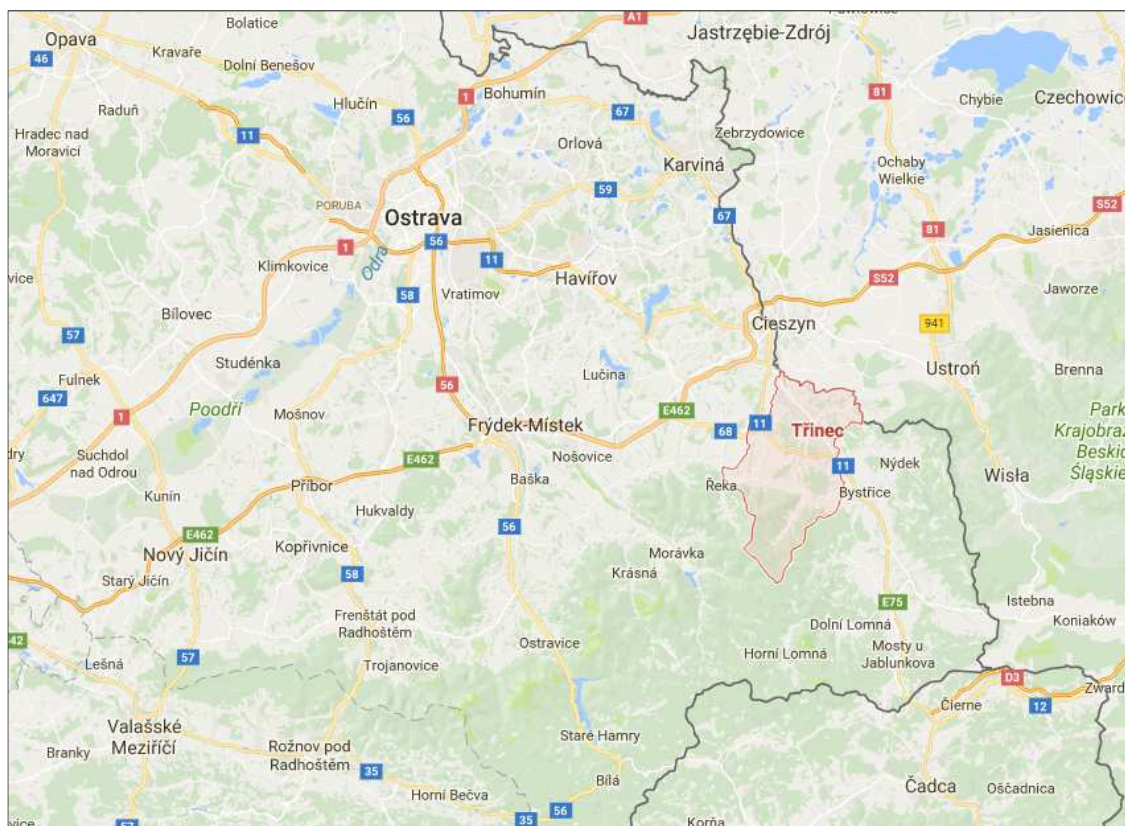 A1
Bolatice
Opava
Kravaře
Jastrzębie-Zdrój
46
Dolní Benešov
81
Chybie
Hlučín
1
Bohumín
Czechowice
Raduň
56
67
Hradec nad
Moravicí
11
Orlová
Zebrzydowice
Ochaby
Wielkie
Karviná
PORUBA
59
S52
Ostrava
67
81
Jasienica
1
56
Odra
11
Klimkovice
Havířov
S52
Jaworze
58
Vratimov
Bílovec
Cieszyn
941
57
Studénka
Lučina
Ustroń
Brenna
Fulnek
56
647
Poodří
Mošnov
E462
1
Frýdek-Místek
68
11
Třinec
Park
Krajobraz
Beskid
Śląskie
Suchdol
nad Odrou
E462
Nošovice
11
Nýdek
Wisła
Kunín
Příbor
Baška
Řeka
Bystřice
Hukvaldy
56
E462
Nový Jičín
Kopřivnice
Morávka
Krásná
Starý Jičín
58
E75
Istebna
Frenštát pod
Radhoštěm
Dolní Lomná
Koniaków
42
Ostravice
Mosty u
Jablunkova
Lešná
57
Trojanovice
Horní Lomná
D3
Zward
Čierne
12
Valašské
Meziříčí
Staré Hamry
Branky
Rožnov pod
Radhoštěm
35
Bílá
Čadca
Oščadnica
Horní Bečva
56
35
57
Korňa